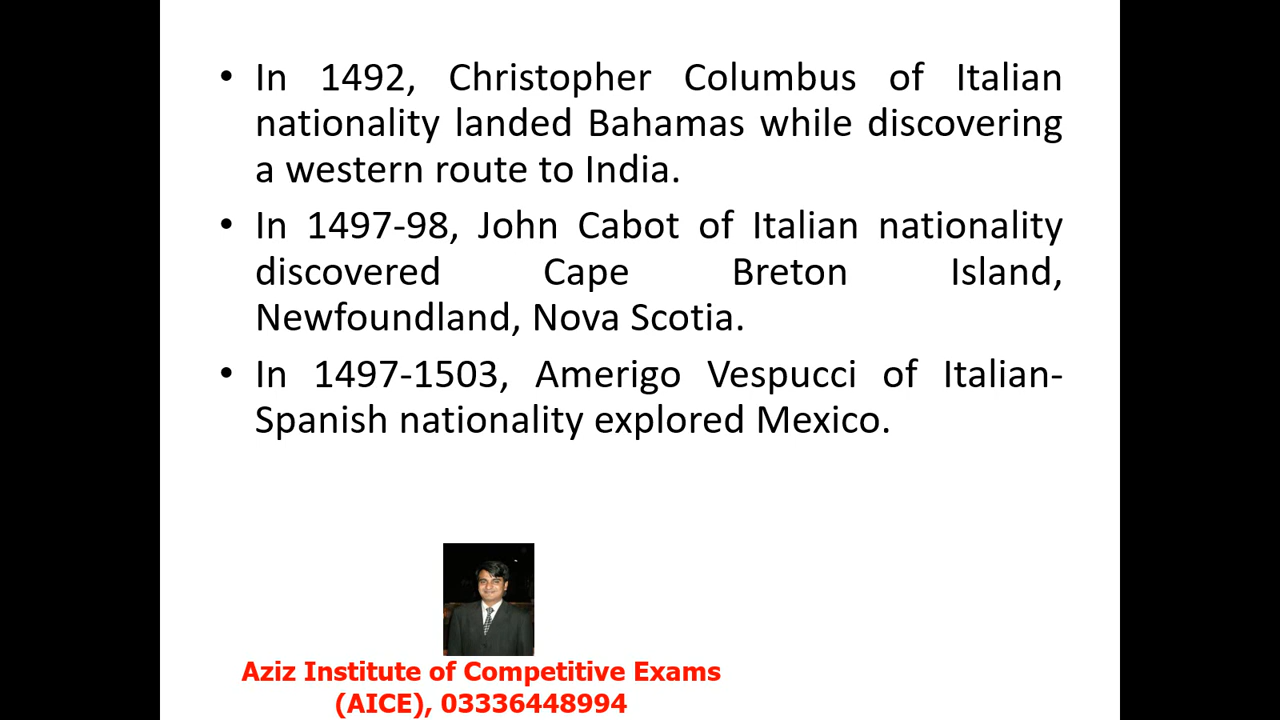 • In 1492, Christopher Columbus of Italian
nationality landed Bahamas while discovering
a western route to India.
• In 1497-98, John Cabot of Italian nationality
discovered Cape Breton Island,
Newfoundland, Nova Scotia.
• In 1497-1503, Amerigo Vespucci of Italian-
Spanish nationality explored Mexico.
Aziz Institute of Competitive Exams
(AICE), 03336448994